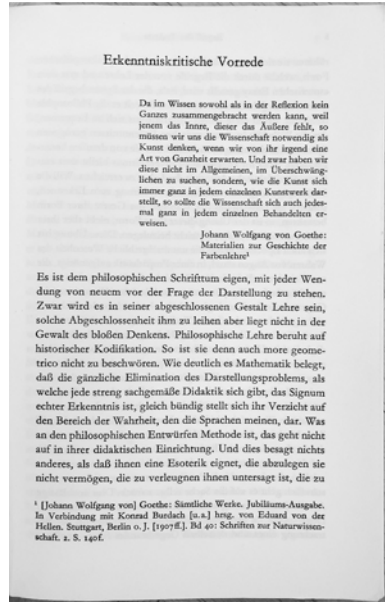 Erkenntniskritische Vorrede
Da im Wissen sowohl als in der Reflexion kein
Ganzes zusammengebracht werden kann, weil
jenem das Innre, dieser das Äußere fehlt, so
müssen wir uns die Wissenschaft notwendig als
Kunst denken, wenn wir von ihr irgend eine
Art von Ganzheit erwarten. Und zwar haben wir
diese nicht im Allgemeinen, im Überschwäng-
lichen zu suchen, sondern, wie die Kunst sich
immer ganz in jedem einzelnen Kunstwerk dar-
stellt, so sollte die Wissenschaft sich auch jedes-
mal ganz in jedem einzelnen Behandelten er-
weisen.
Johann Wolfgang von Goethe:
Materialien zur Geschichte der
Farbenlehre¹
Es ist dem philosophischen Schrifttum eigen, mit jeder Wen-
dung von neuem vor der Frage der Darstellung zu stehen.
Zwar wird es in seiner abgeschlossenen Gestalt Lehre sein,
solche Abgeschlossenheit ihm zu leihen aber liegt nicht in der
Gewalt des bloßen Denkens. Philosophische Lehre beruht auf
historischer Kodifikation. So ist sie denn auch more geome-
trico nicht zu beschwören. Wie deutlich es Mathematik belegt,
daß die gänzliche Elimination des Darstellungsproblems, als
welche jede streng sachgemäße Didaktik sich gibt, das Signum
echter Erkenntnis ist, gleich bündig stellt sich ihr Verzicht auf
den Bereich der Wahrheit, den die Sprachen meinen, dar. Was
an den philosophischen Entwürfen Methode ist, das geht nicht
auf in ihrer didaktischen Einrichtung. Und dies besagt nichts
anderes, als daß ihnen eine Esoterik eignet, die abzulegen sie
nicht vermögen, die zu verleugnen ihnen untersagt ist, die zu
¹ [Johann Wolfgang von] Goethe: Sämtliche Werke. Jubiläums-Ausgabe.
In Verbindung mit Konrad Burdach [u. a.] hrsg. von Eduard von der
Hellen. Stuttgart, Berlin o. J. [1907ff.]. Bd 40: Schriften zur Naturwissen-
schaft. 2. S. 140f.